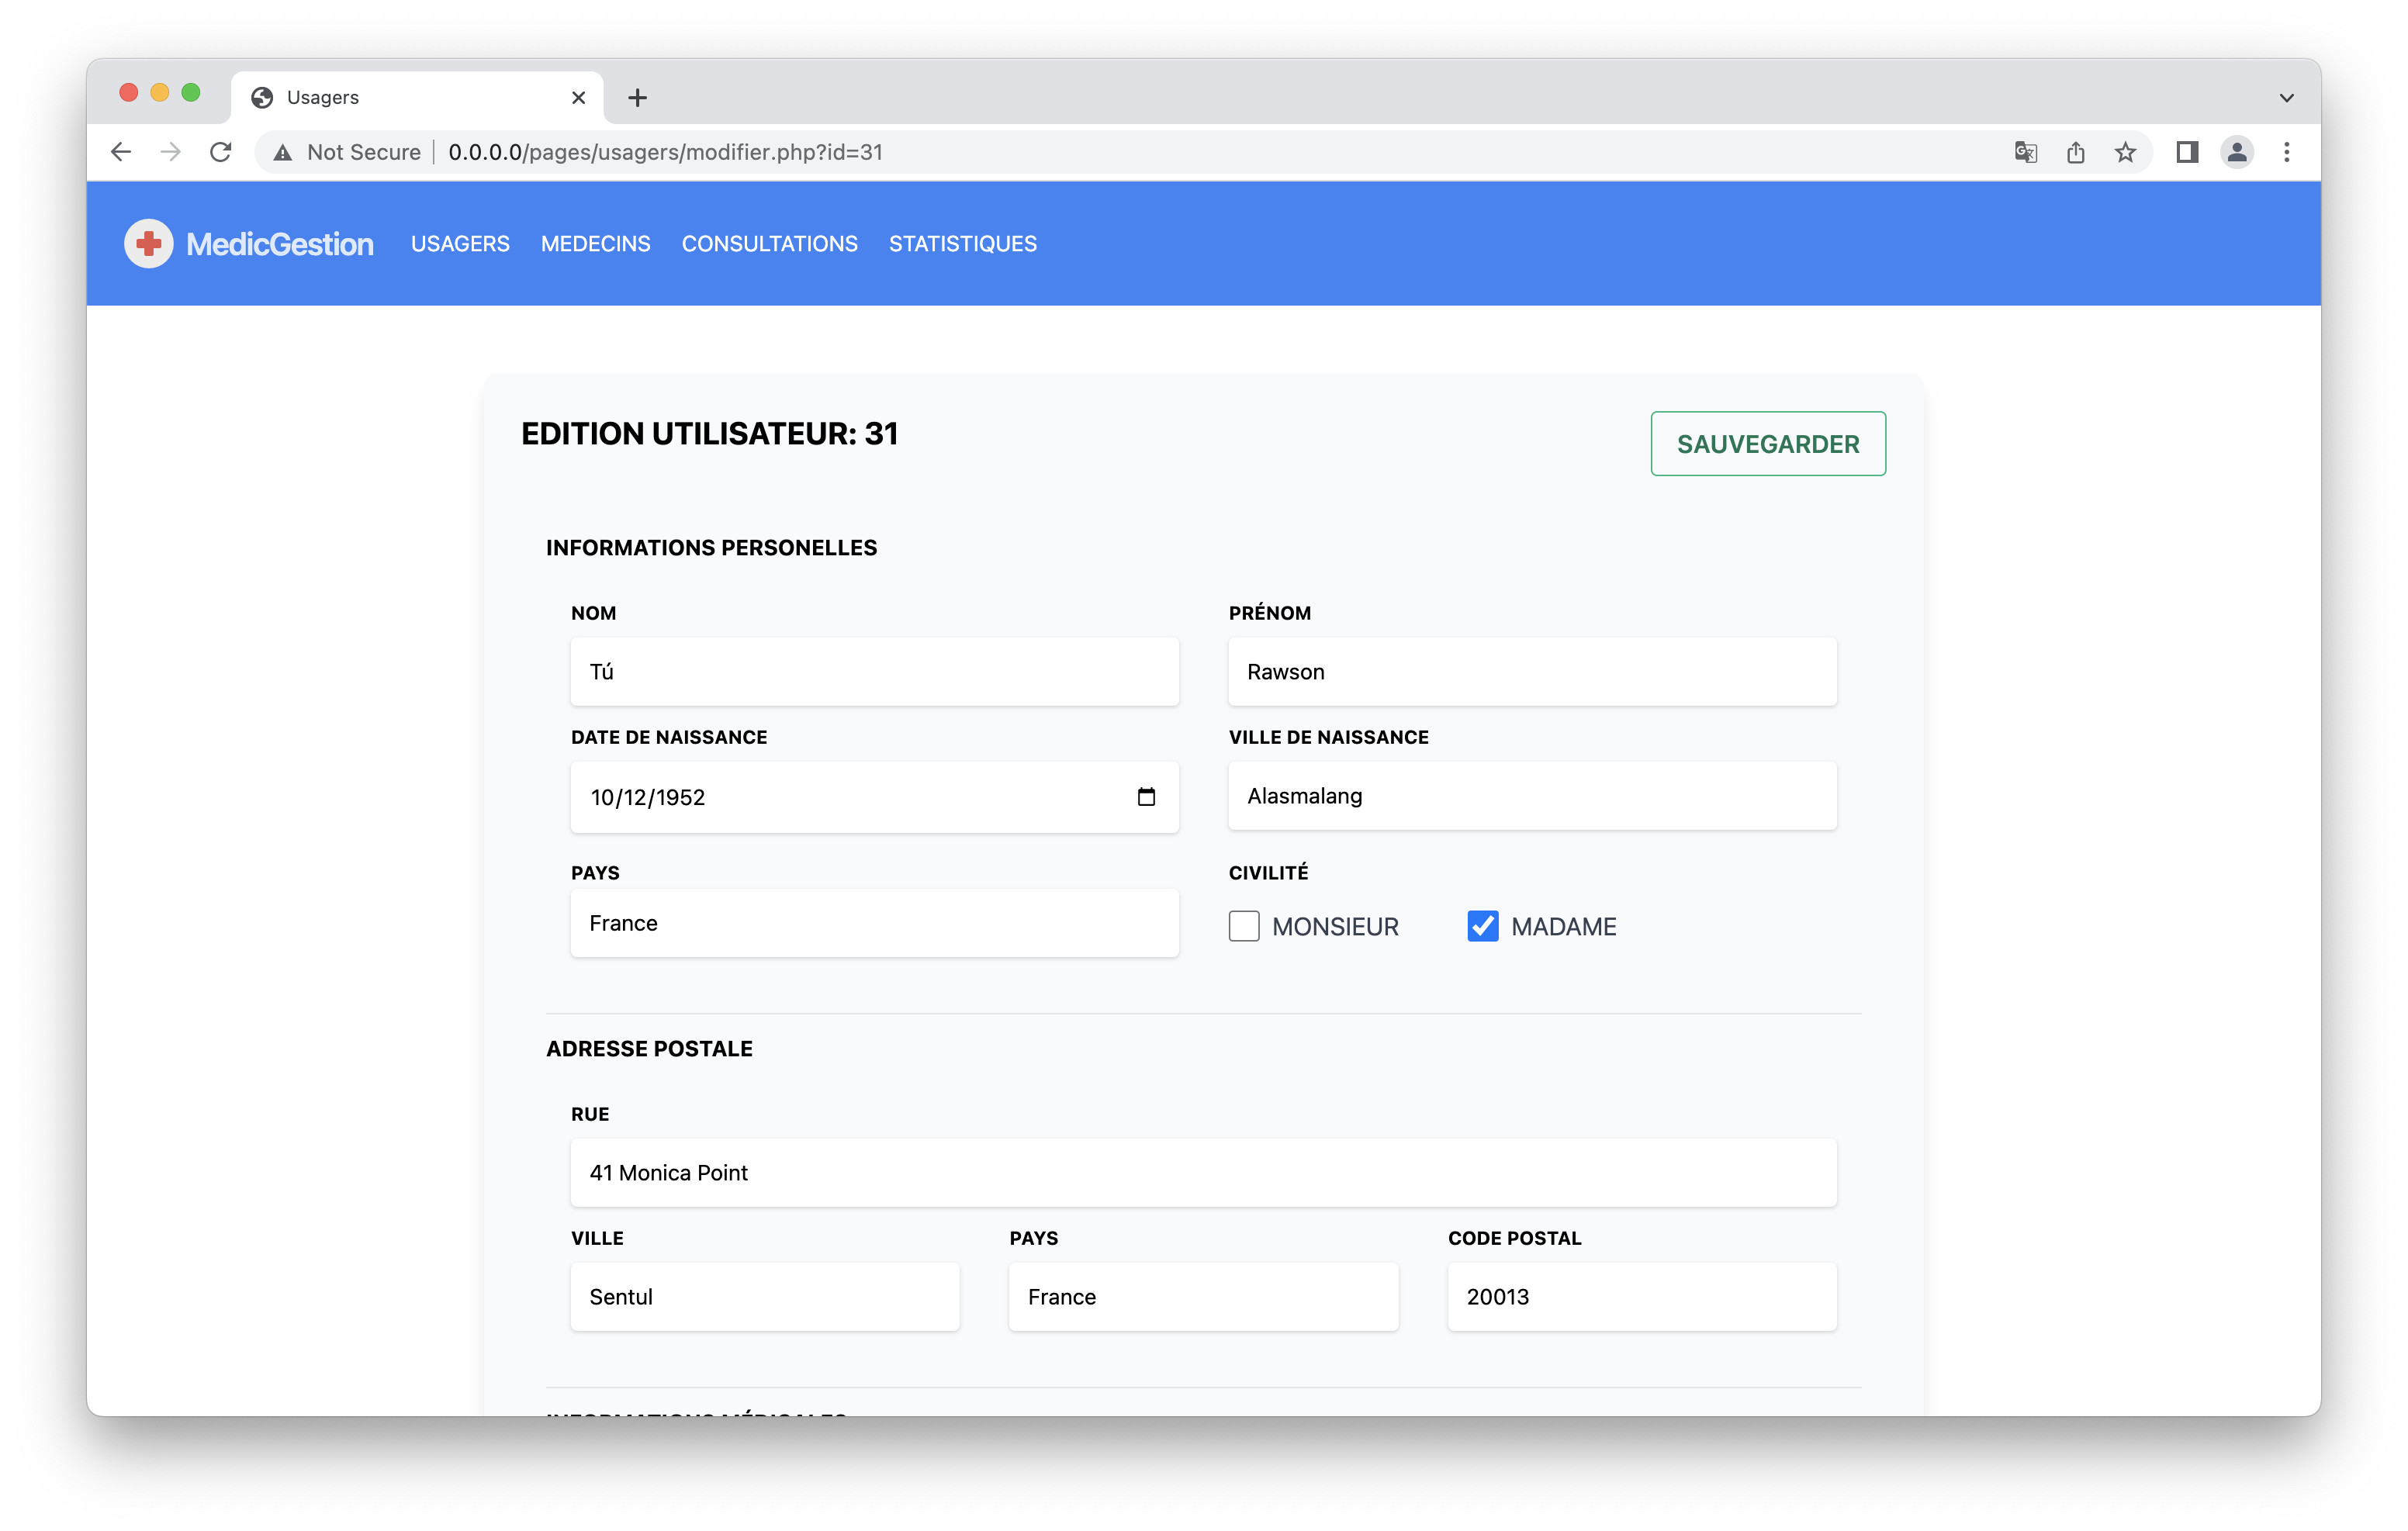 Usagers
Not Secure 0.0.0.0/pages/usagers/modifier.php?id=31
MedicGestion USAGERS MEDECINS CONSULTATIONS STATISTIQUES
EDITION UTILISATEUR: 31 SAUVEGARDER
INFORMATIONS PERSONELLES
NOM PRÉNOM
Tú Rawson
DATE DE NAISSANCE VILLE DE NAISSANCE
10/12/1952 Alasmalang
PAYS CIVILITÉ
France MONSIEUR MADAME
ADRESSE POSTALE
RUE
41 Monica Point
VILLE PAYS CODE POSTAL
Sentul France 20013
INFORMATIONS MÉDICALES